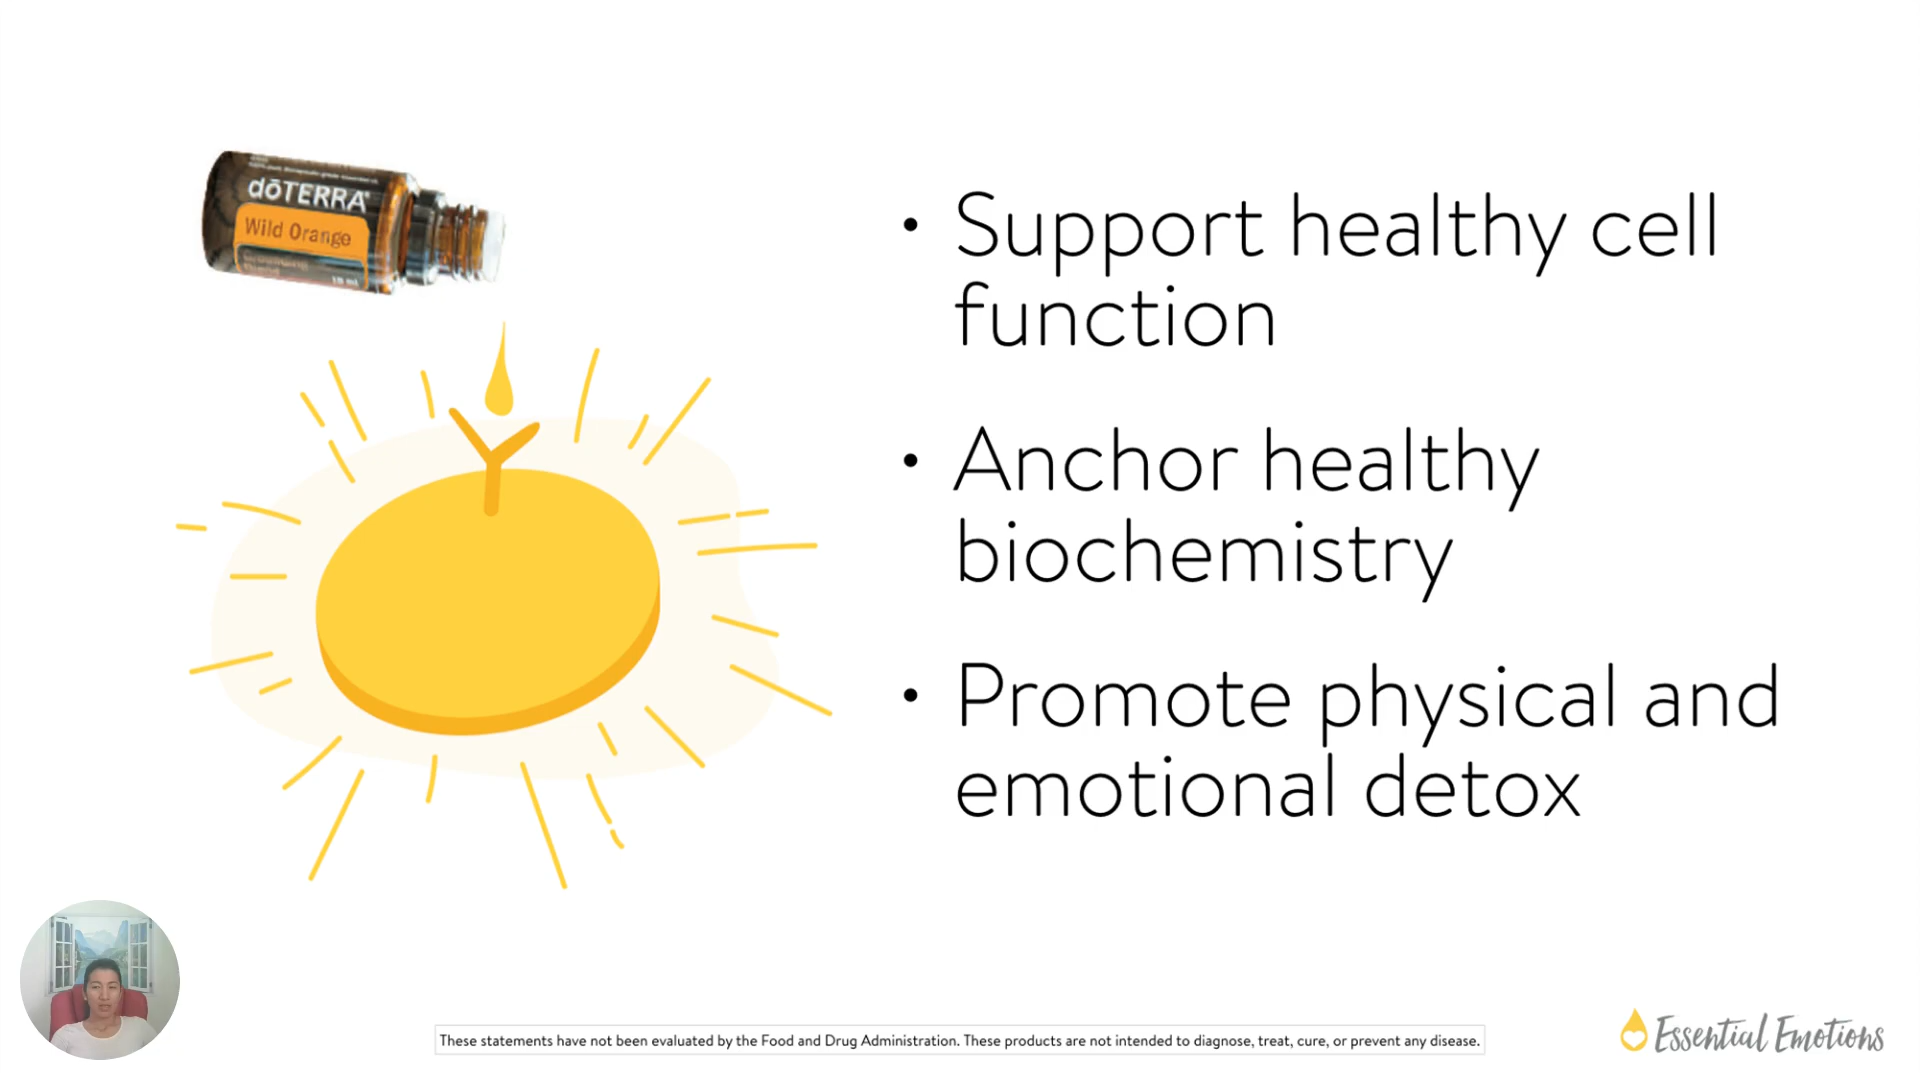 dōTERRA
Wild Orange
15 mL
• Support healthy cell
function
• Anchor healthy
biochemistry
• Promote physical and
emotional detox
These statements have not been evaluated by the Food and Drug Administration. These products are not intended to diagnose, treat, cure, or prevent any disease.
Essential Emotions